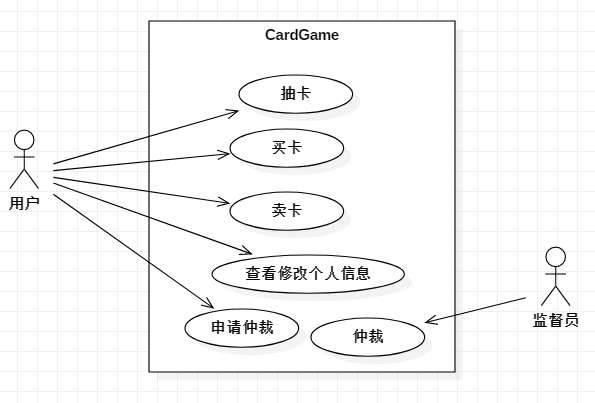 CardGame
抽卡
买卡
用户
卖卡
查看修改个人信息
监督员
申请仲裁
仲裁